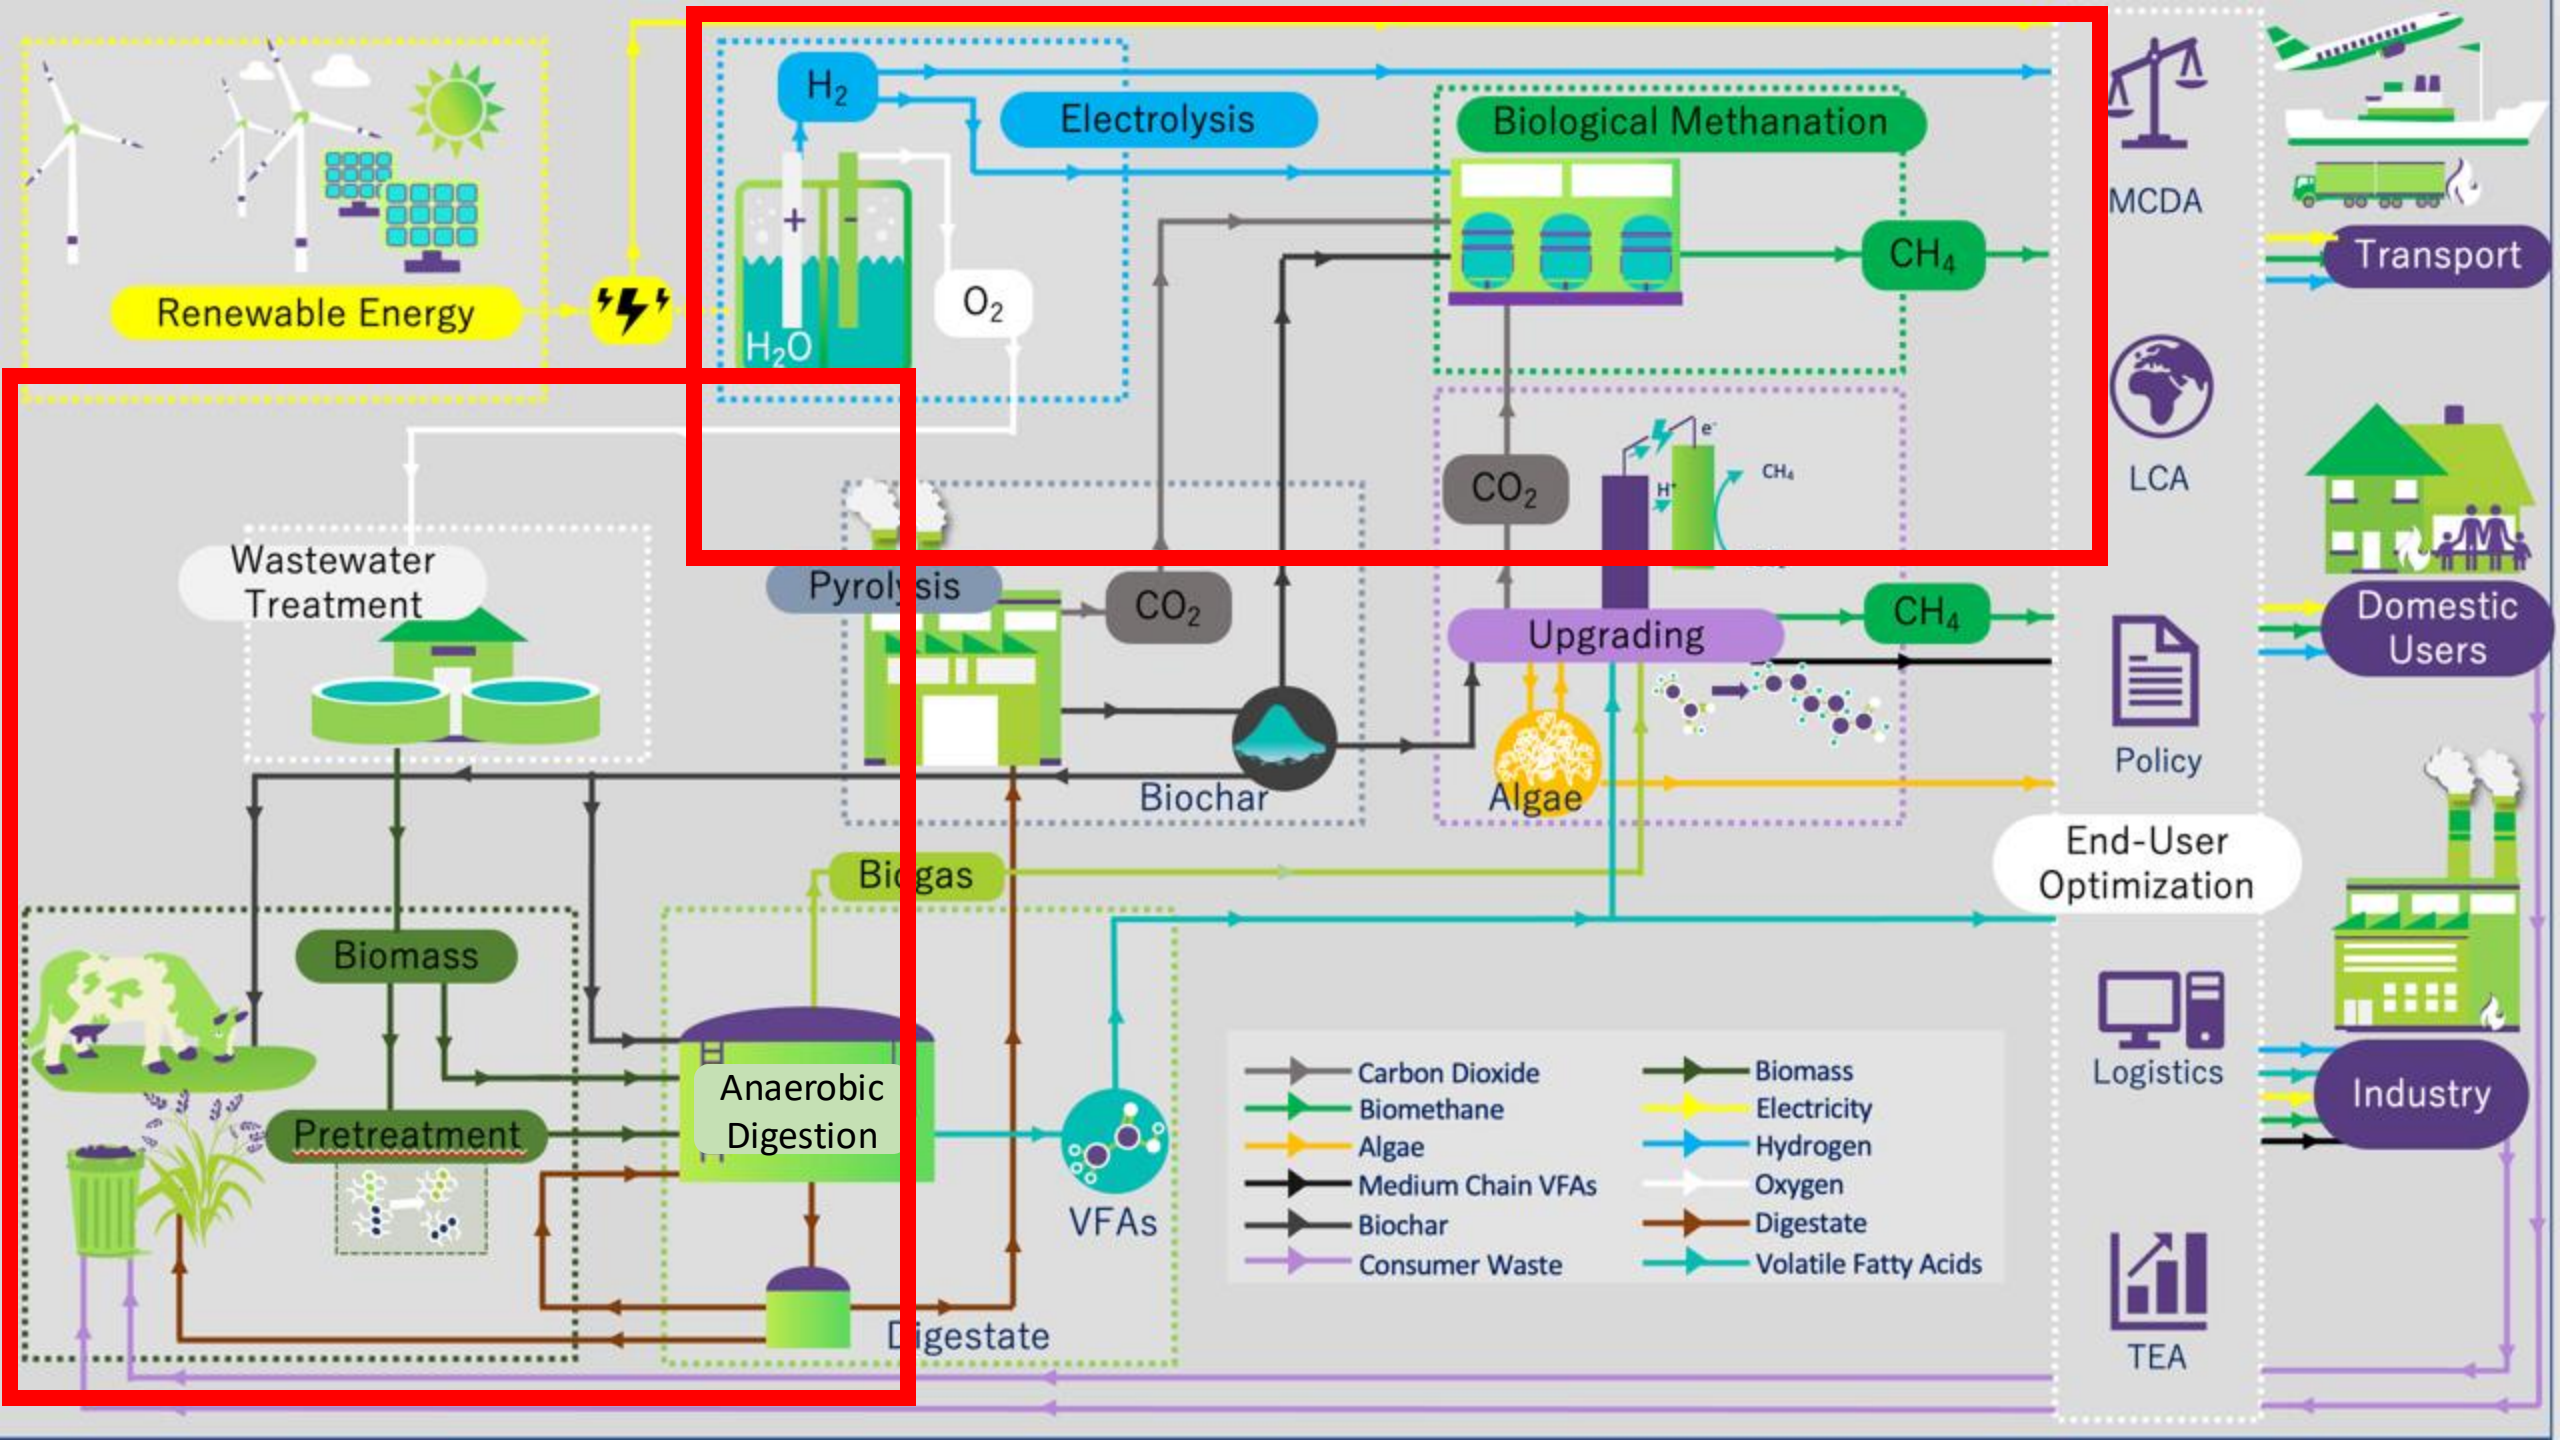 H₂
Electrolysis
Biological Methanation
MCDA
Transport
Renewable Energy
O₂
CH₄
H₂O
+
-
e⁻
H⁺
CH₄
CO₂
LCA
Wastewater
Treatment
Pyrolysis
CO₂
Upgrading
CH₄
Domestic
Users
Policy
Biochar
Algae
Biogas
End-User
Optimization
Biomass
Anaerobic
Digestion
Pretreatment
VFAs
Digestate
Carbon Dioxide
Biomethane
Algae
Medium Chain VFAs
Biochar
Consumer Waste
Biomass
Electricity
Hydrogen
Oxygen
Digestate
Volatile Fatty Acids
Logistics
Industry
TEA